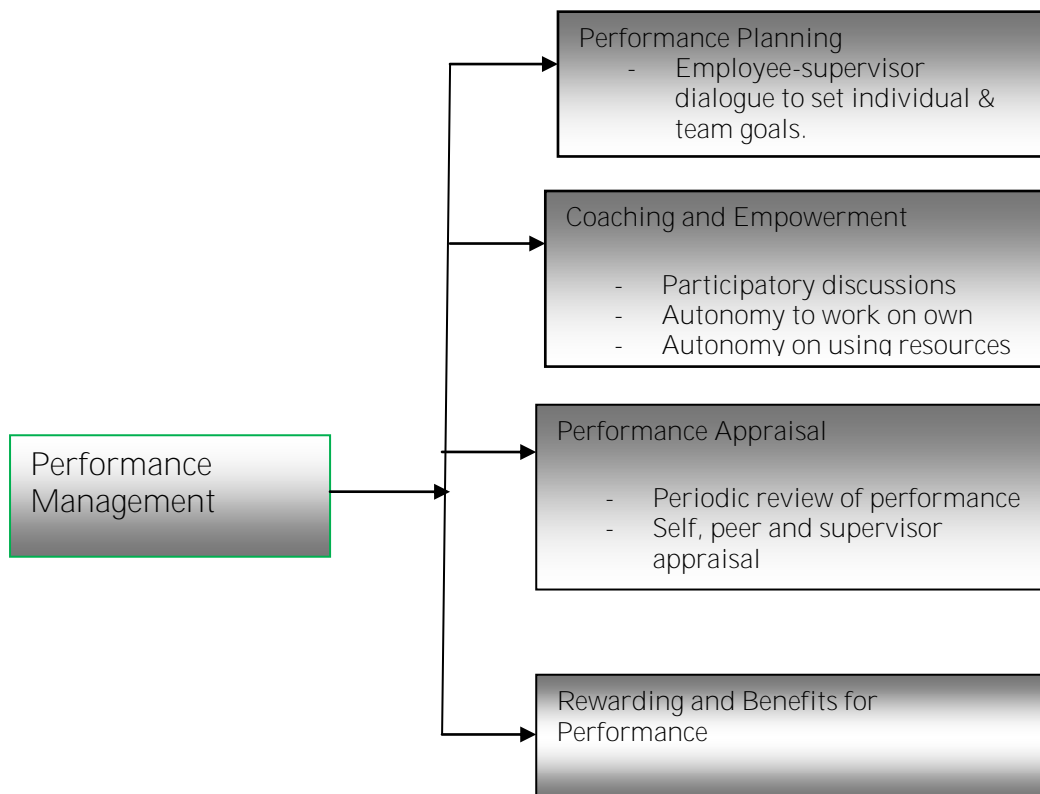 Performance Planning
- Employee-supervisor
dialogue to set individual &
team goals.
Coaching and Empowerment
- Participatory discussions
- Autonomy to work on own
- Autonomy on using resources
Performance
Management
Performance Appraisal
- Periodic review of performance
- Self, peer and supervisor
appraisal
Rewarding and Benefits for
Performance